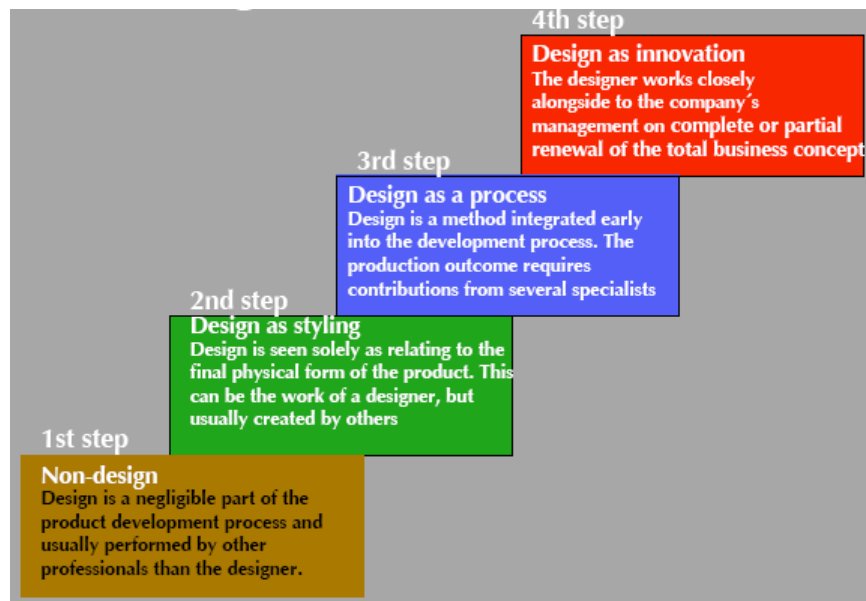 4th step
Design as innovation
The designer works closely
alongside to the company´s
management on complete or partial
renewal of the total business concept
3rd step
Design as a process
Design is a method integrated early
into the development process. The
production outcome requires
contributions from several specialists
2nd step
Design as styling
Design is seen solely as relating to the
final physical form of the product. This
can be the work of a designer, but
usually created by others
1st step
Non-design
Design is a negligible part of the
product development process and
usually performed by other
professionals than the designer.